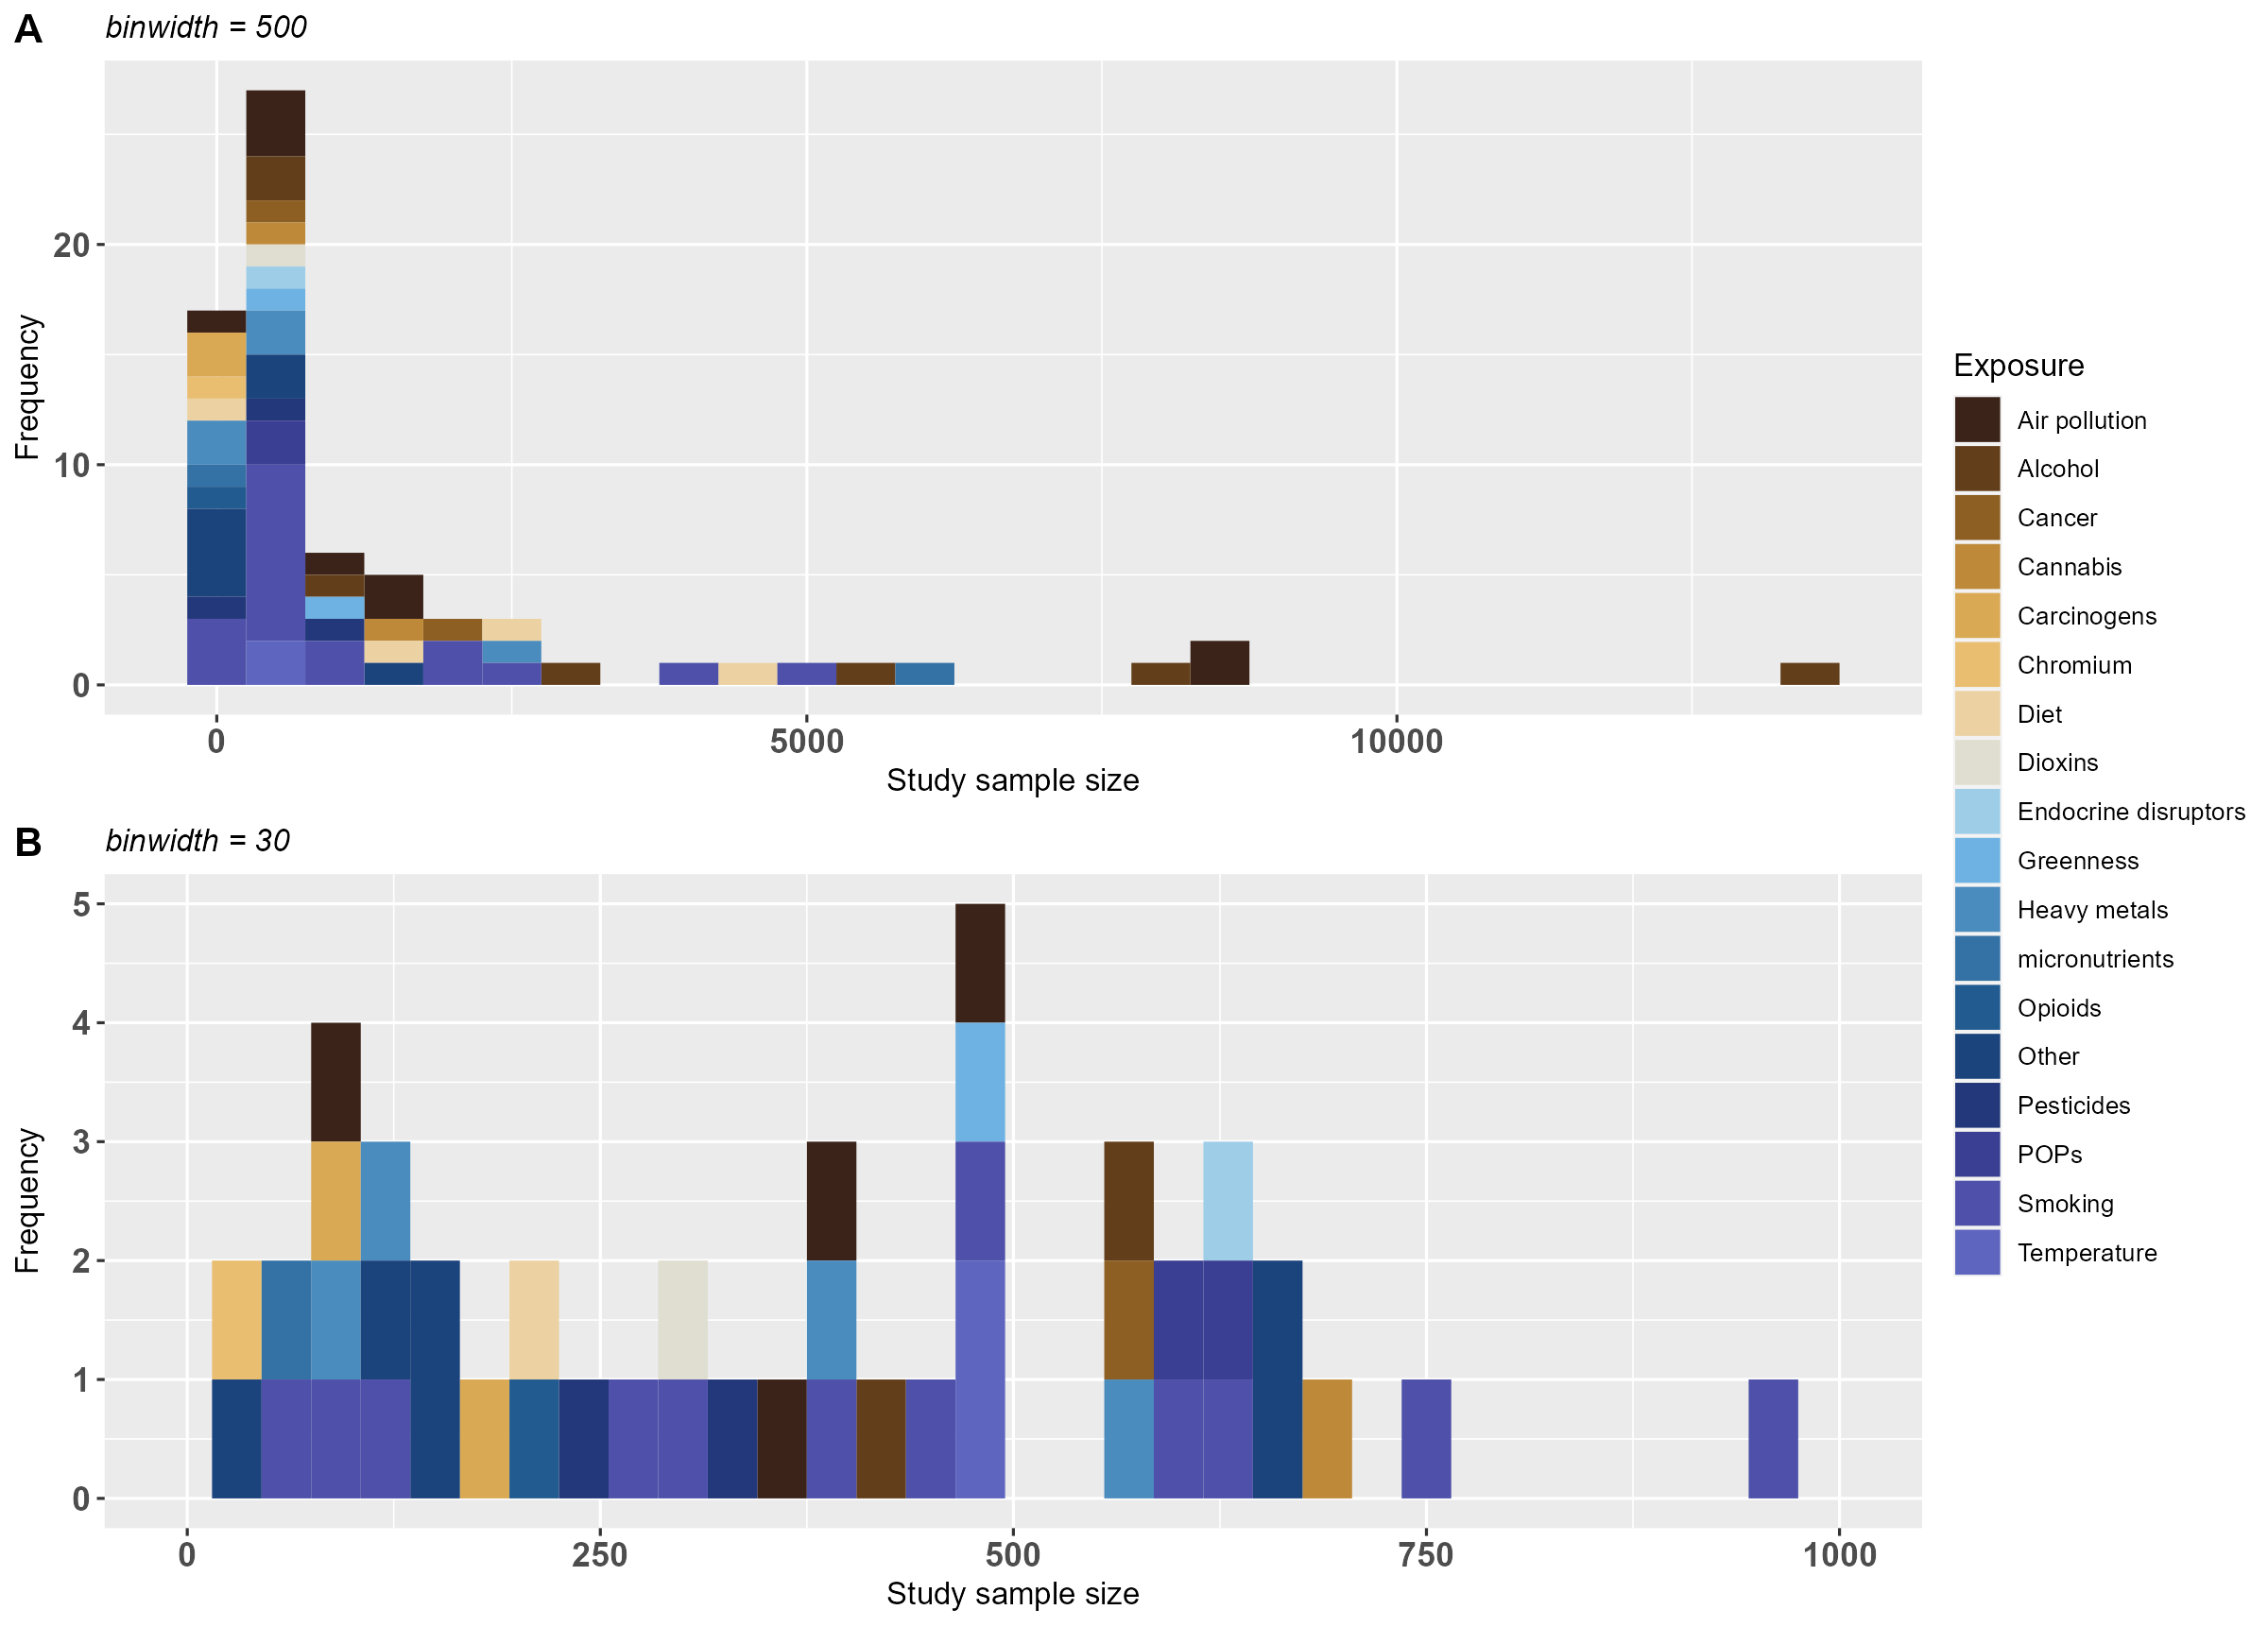 A
binwidth = 500
Frequency
20
10
0
0 5000 10000
Study sample size
B
binwidth = 30
Frequency
5
4
3
2
1
0
0 250 500 750 1000
Study sample size
Exposure
Air pollution
Alcohol
Cancer
Cannabis
Carcinogens
Chromium
Diet
Dioxins
Endocrine disruptors
Greenness
Heavy metals
micronutrients
Opioids
Other
Pesticides
POPs
Smoking
Temperature